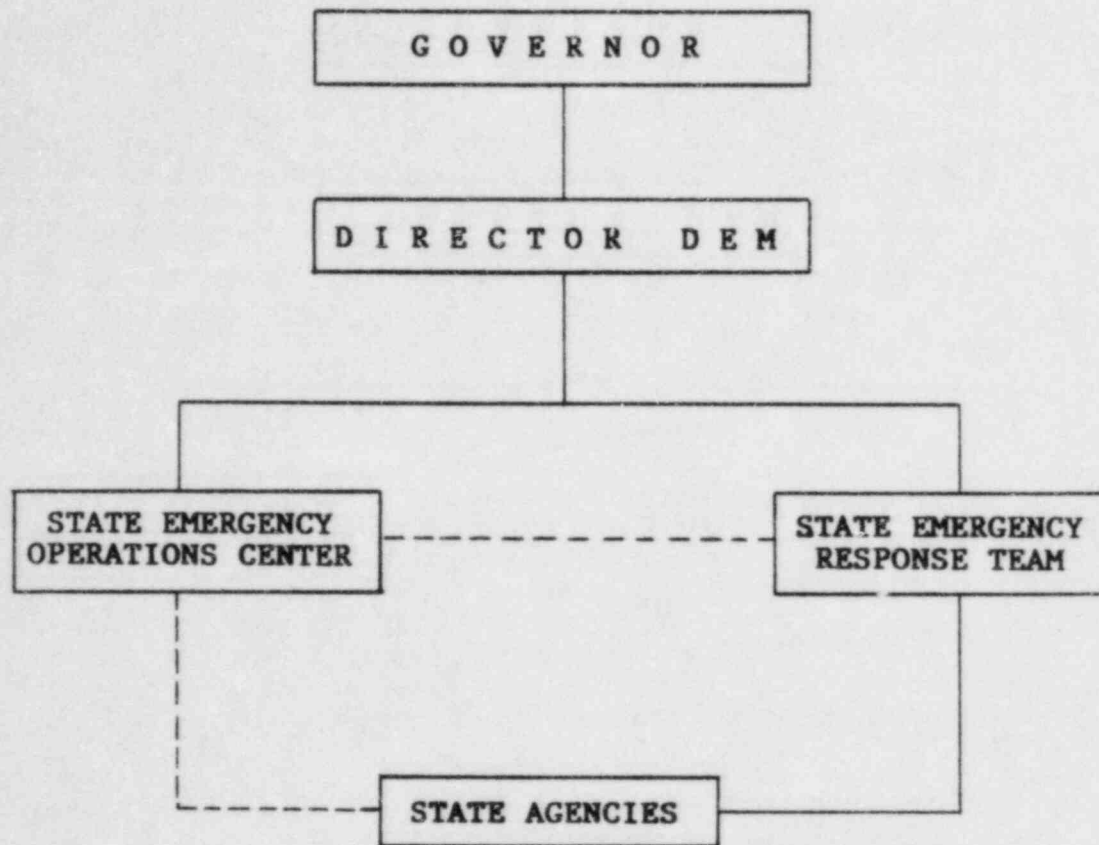 GOVERNOR
DIRECTOR DEM
STATE EMERGENCY
OPERATIONS CENTER
STATE EMERGENCY
RESPONSE TEAM
STATE AGENCIES